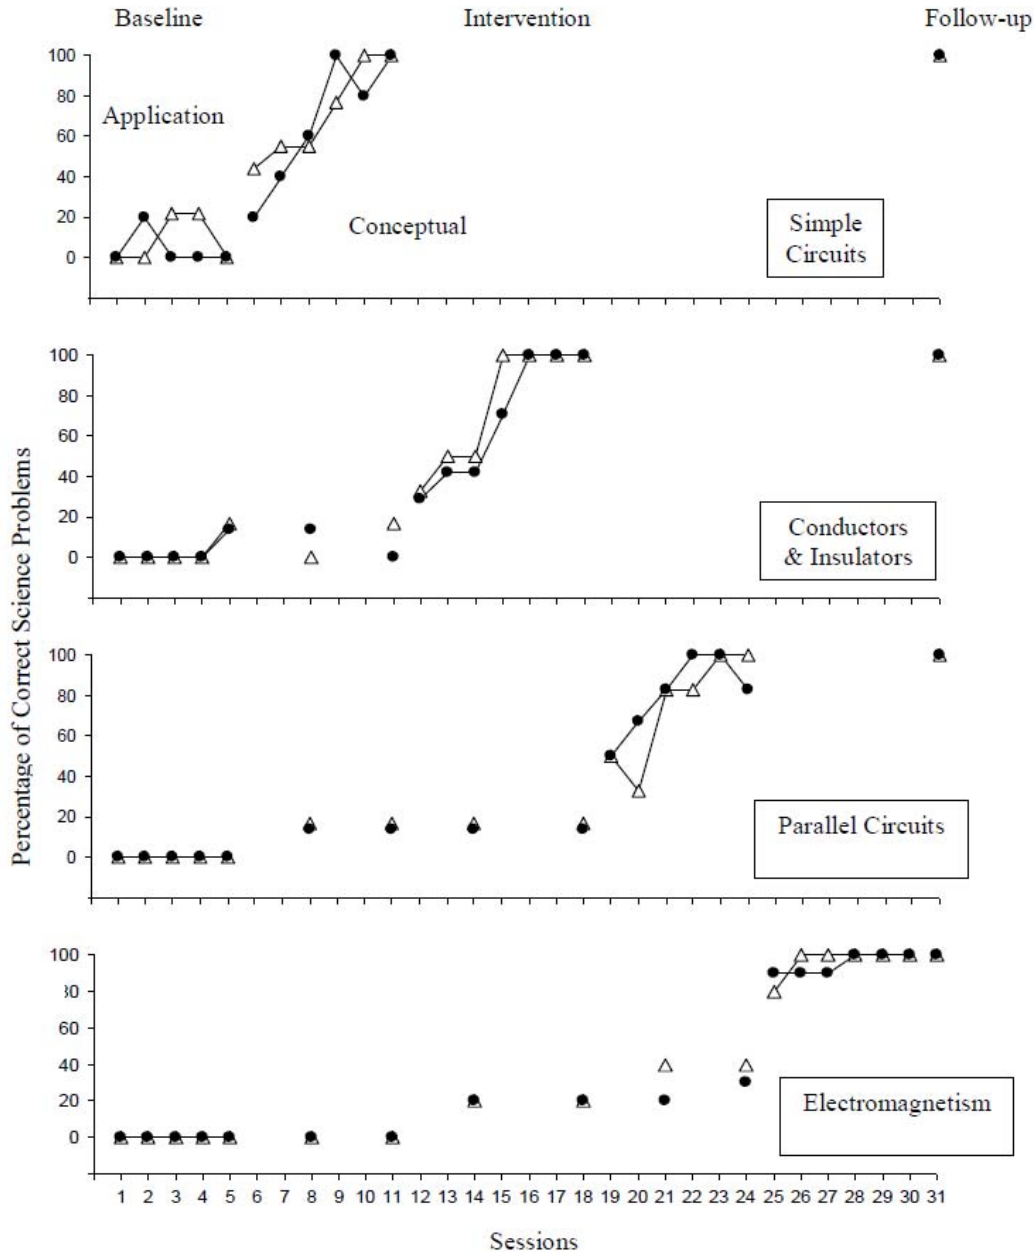 Baseline Intervention Follow-up
100
80
60
40
20
0
Application
Conceptual
Simple
Circuits
Percentage of Correct Science Problems
100
80
60
40
20
0
Conductors
& Insulators
100
80
60
40
20
0
Parallel Circuits
100
80
60
40
20
0
Electromagnetism
1 2 3 4 5 6 7 8 9 10 11 12 13 14 15 16 17 18 19 20 21 22 23 24 25 26 27 28 29 30 31
Sessions